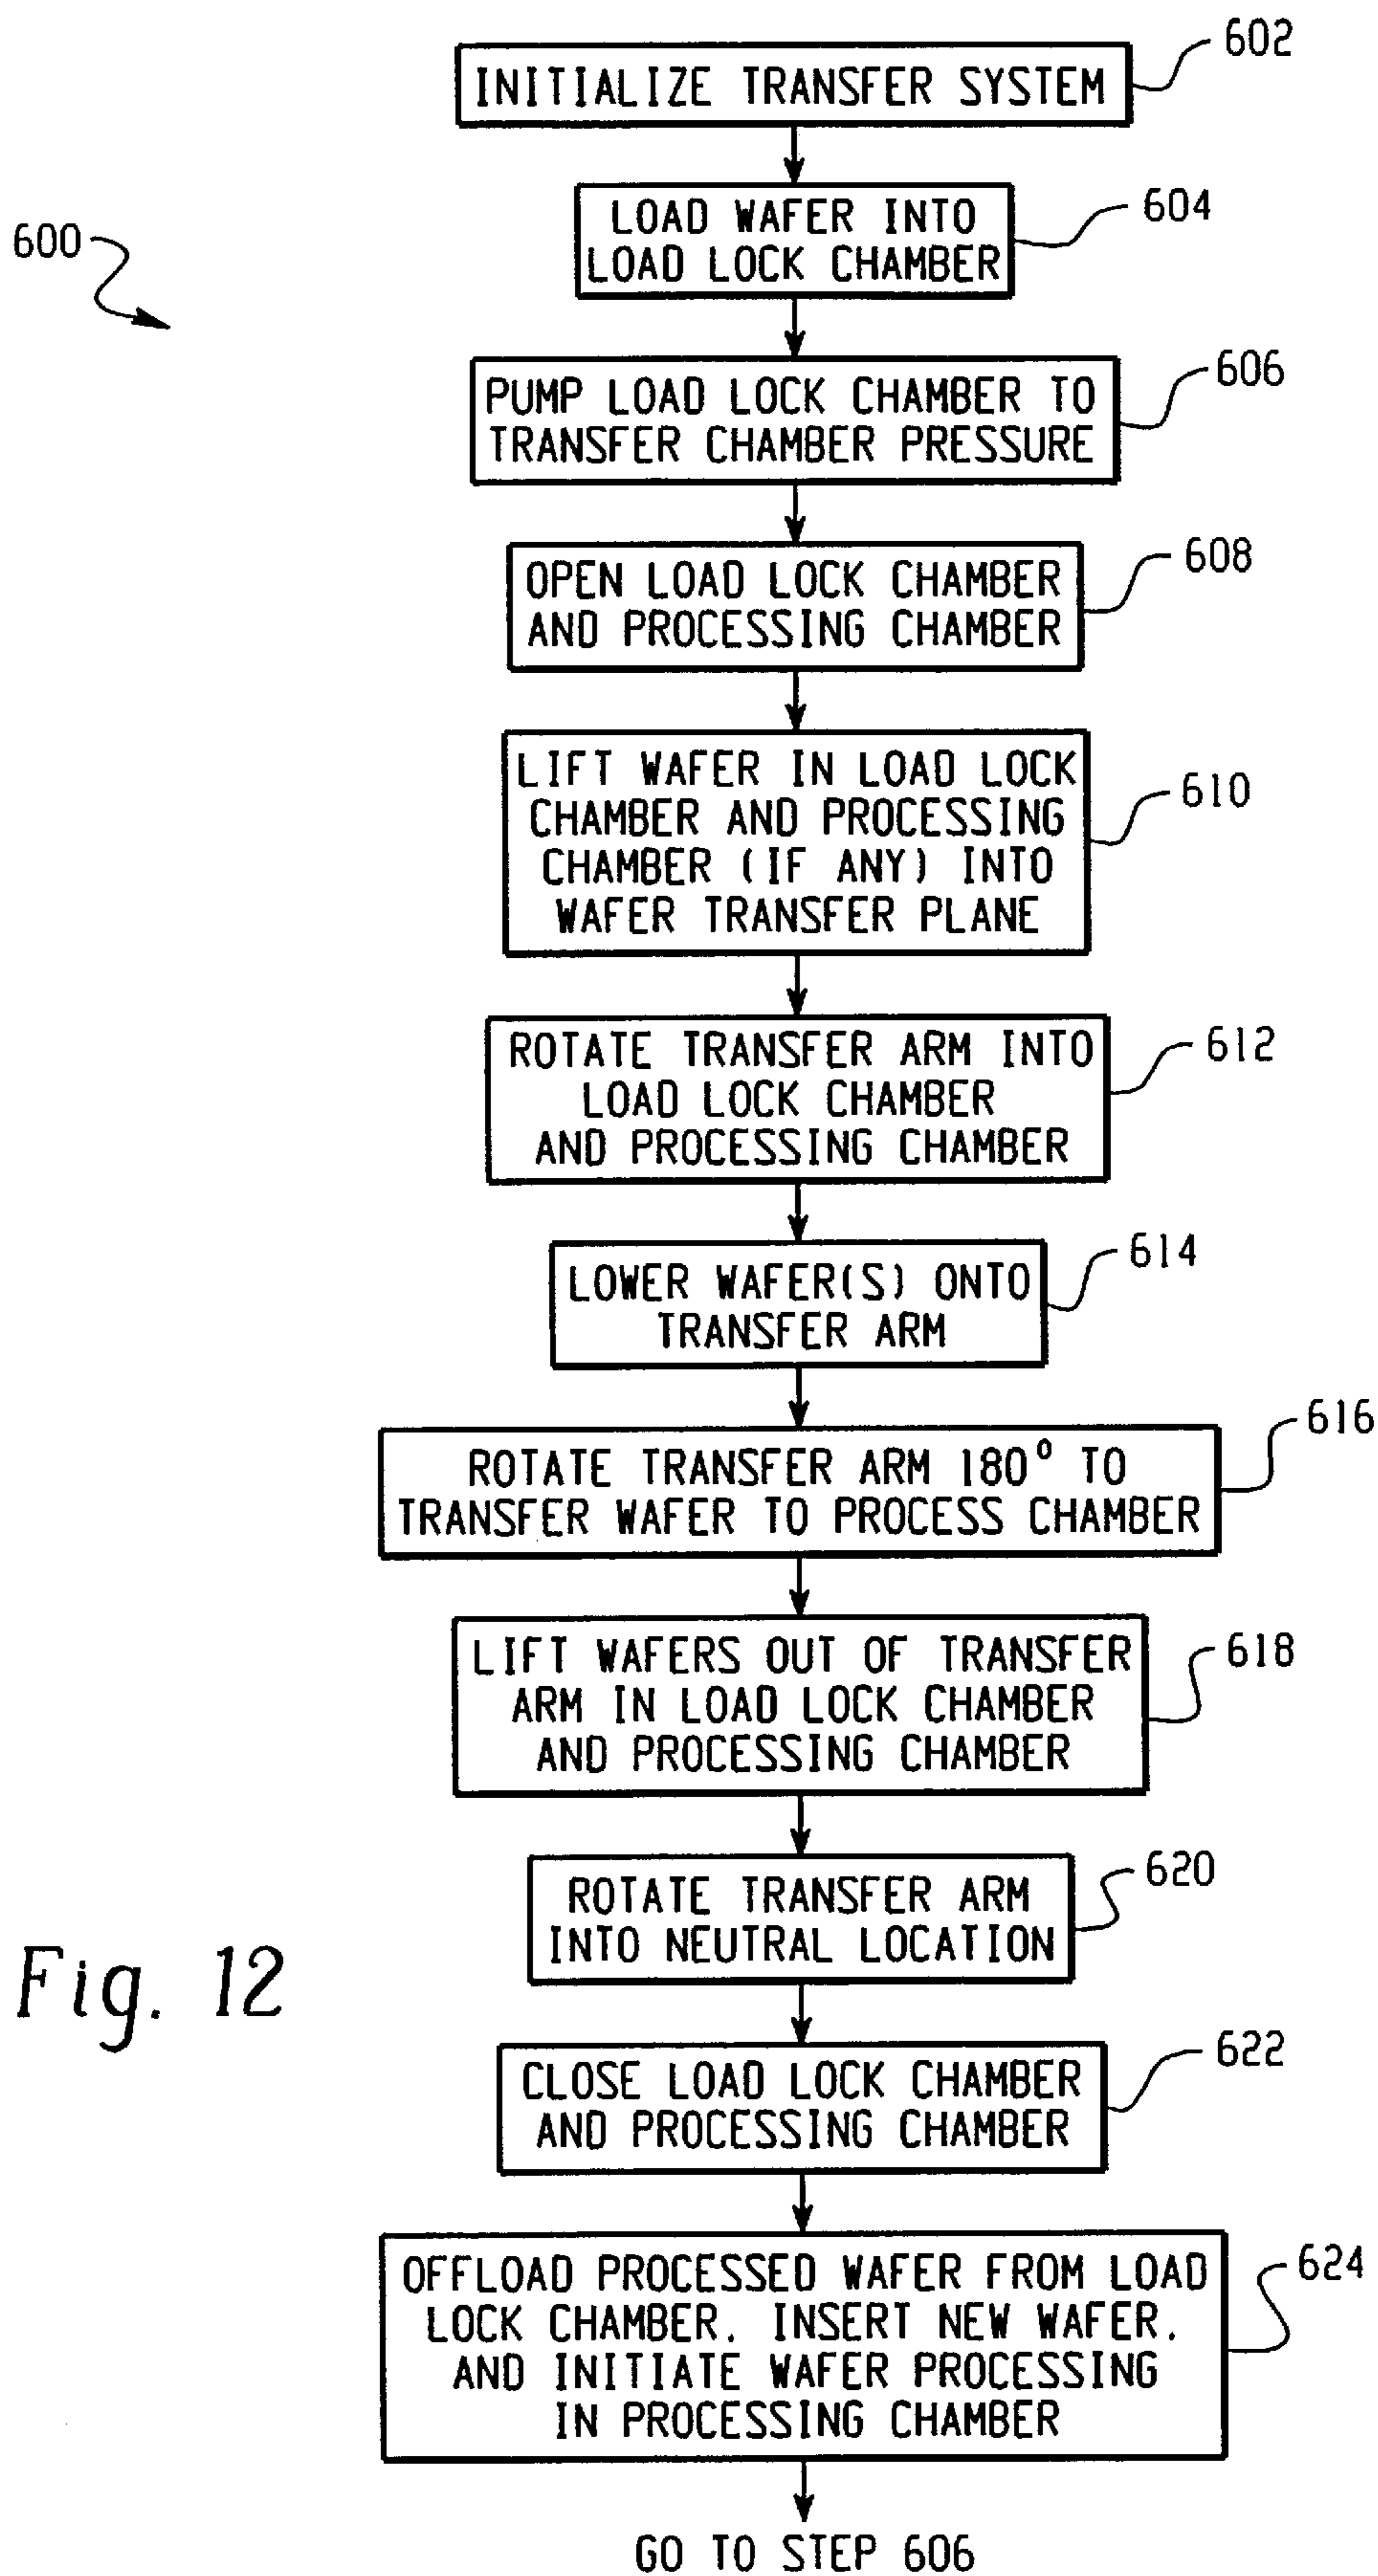 602
INITIALIZE TRANSFER SYSTEM
604
LOAD WAFER INTO
LOAD LOCK CHAMBER
600
606
PUMP LOAD LOCK CHAMBER TO
TRANSFER CHAMBER PRESSURE
608
OPEN LOAD LOCK CHAMBER
AND PROCESSING CHAMBER
610
LIFT WAFER IN LOAD LOCK
CHAMBER AND PROCESSING
CHAMBER (IF ANY) INTO
WAFER TRANSFER PLANE
612
ROTATE TRANSFER ARM INTO
LOAD LOCK CHAMBER
AND PROCESSING CHAMBER
614
LOWER WAFER(S) ONTO
TRANSFER ARM
616
ROTATE TRANSFER ARM 180° TO
TRANSFER WAFER TO PROCESS CHAMBER
618
LIFT WAFERS OUT OF TRANSFER
ARM IN LOAD LOCK CHAMBER
AND PROCESSING CHAMBER
620
ROTATE TRANSFER ARM
INTO NEUTRAL LOCATION
Fig. 12
622
CLOSE LOAD LOCK CHAMBER
AND PROCESSING CHAMBER
624
OFFLOAD PROCESSED WAFER FROM LOAD
LOCK CHAMBER. INSERT NEW WAFER.
AND INITIATE WAFER PROCESSING
IN PROCESSING CHAMBER
GO TO STEP 606